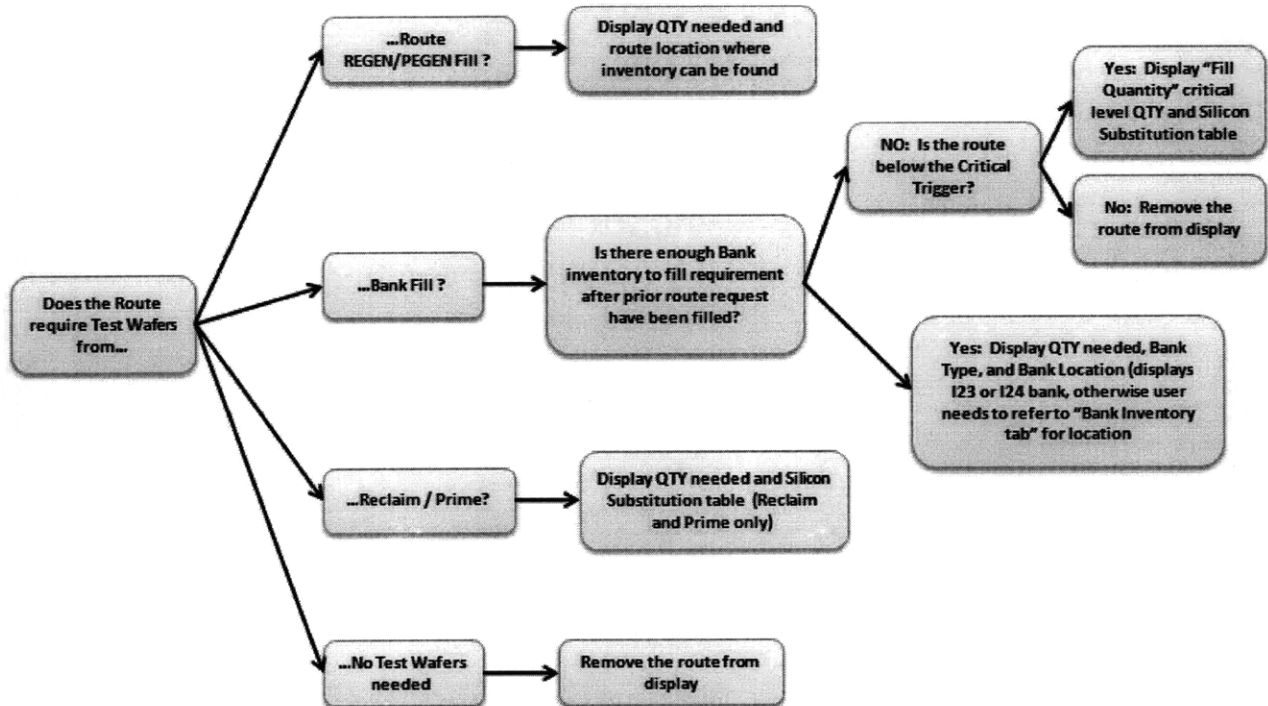 Does the Route
require Test Wafers
from...
...Route
REGEN/PEGEN Fill ?
Display QTY needed and
route location where
inventory can be found
...Bank Fill ?
Is there enough Bank
inventory to fill requirement
after prior route request
have been filled?
NO: Is the route
below the Critical
Trigger?
Yes: Display "Fill
Quantity" critical
level QTY and Silicon
Substitution table
No: Remove the
route from display
Yes: Display QTY needed, Bank
Type, and Bank Location (displays
I23 or I24 bank, otherwise user
needs to refer to "Bank Inventory
tab" for location
...Reclaim / Prime?
Display QTY needed and Silicon
Substitution table (Reclaim
and Prime only)
...No Test Wafers
needed
Remove the route from
display